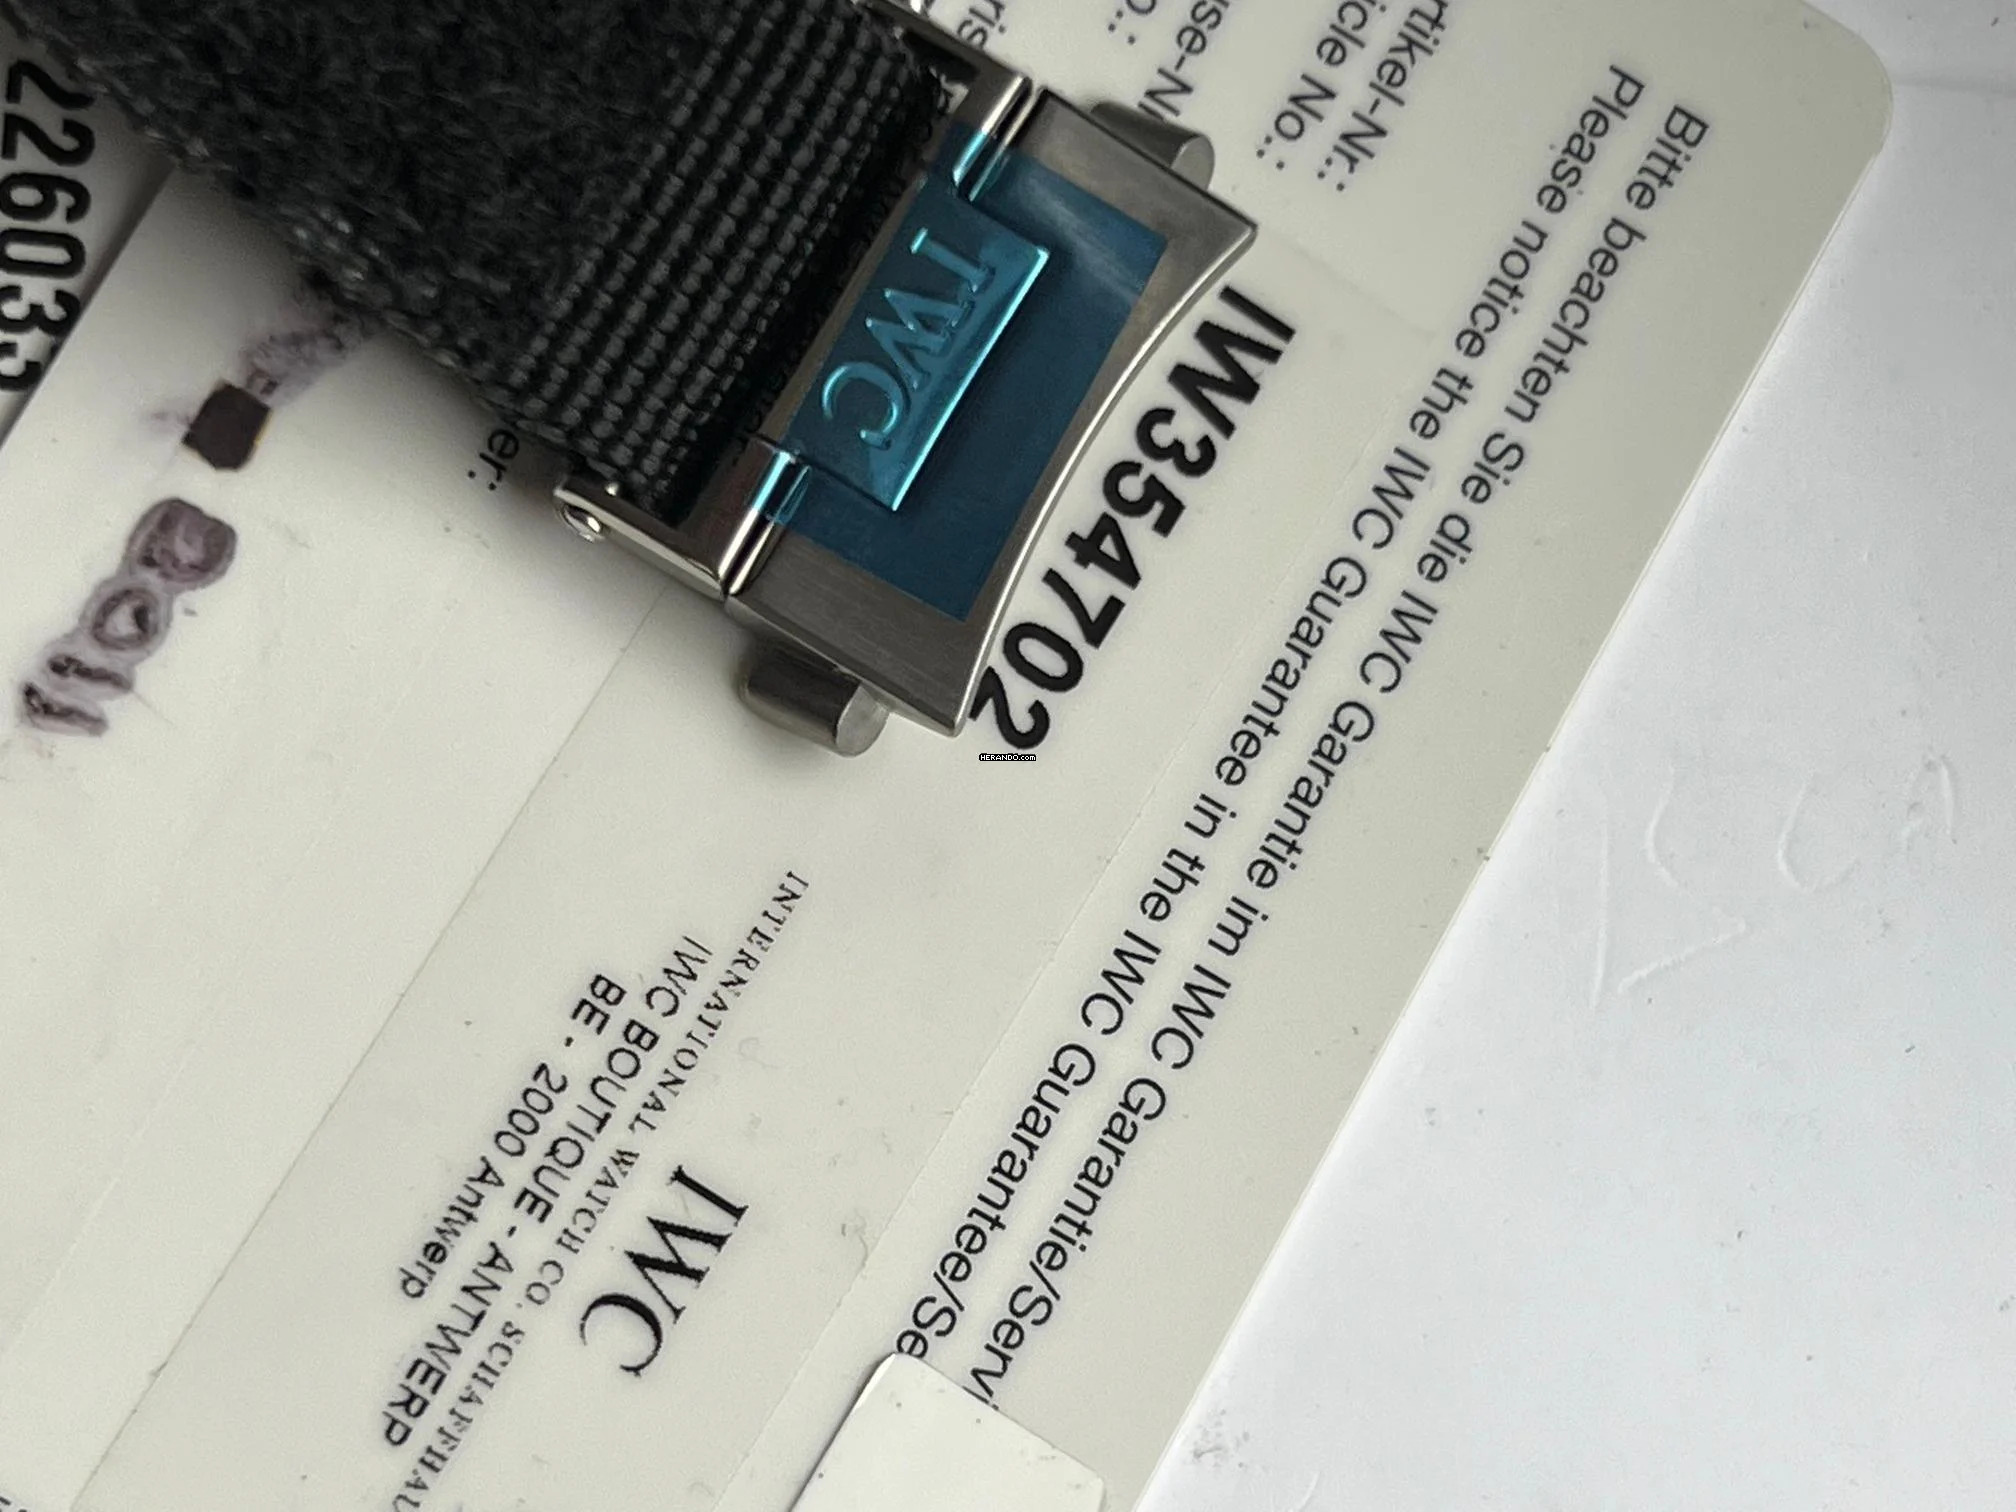 Bitte beachten Sie die IWC Garantie im IWC Garantie/Servi
Please notice the IWC Guarantee in the IWC Guarantee/Se
rtikel-Nr.:
icle No.:
IW354702
IWC
IWC
INTERNATIONAL WATCH CO. SCHAFFHAU
IWC BOUTIQUE - ANTWERP
BE - 2000 Antwerp
er:
HERANDO.com